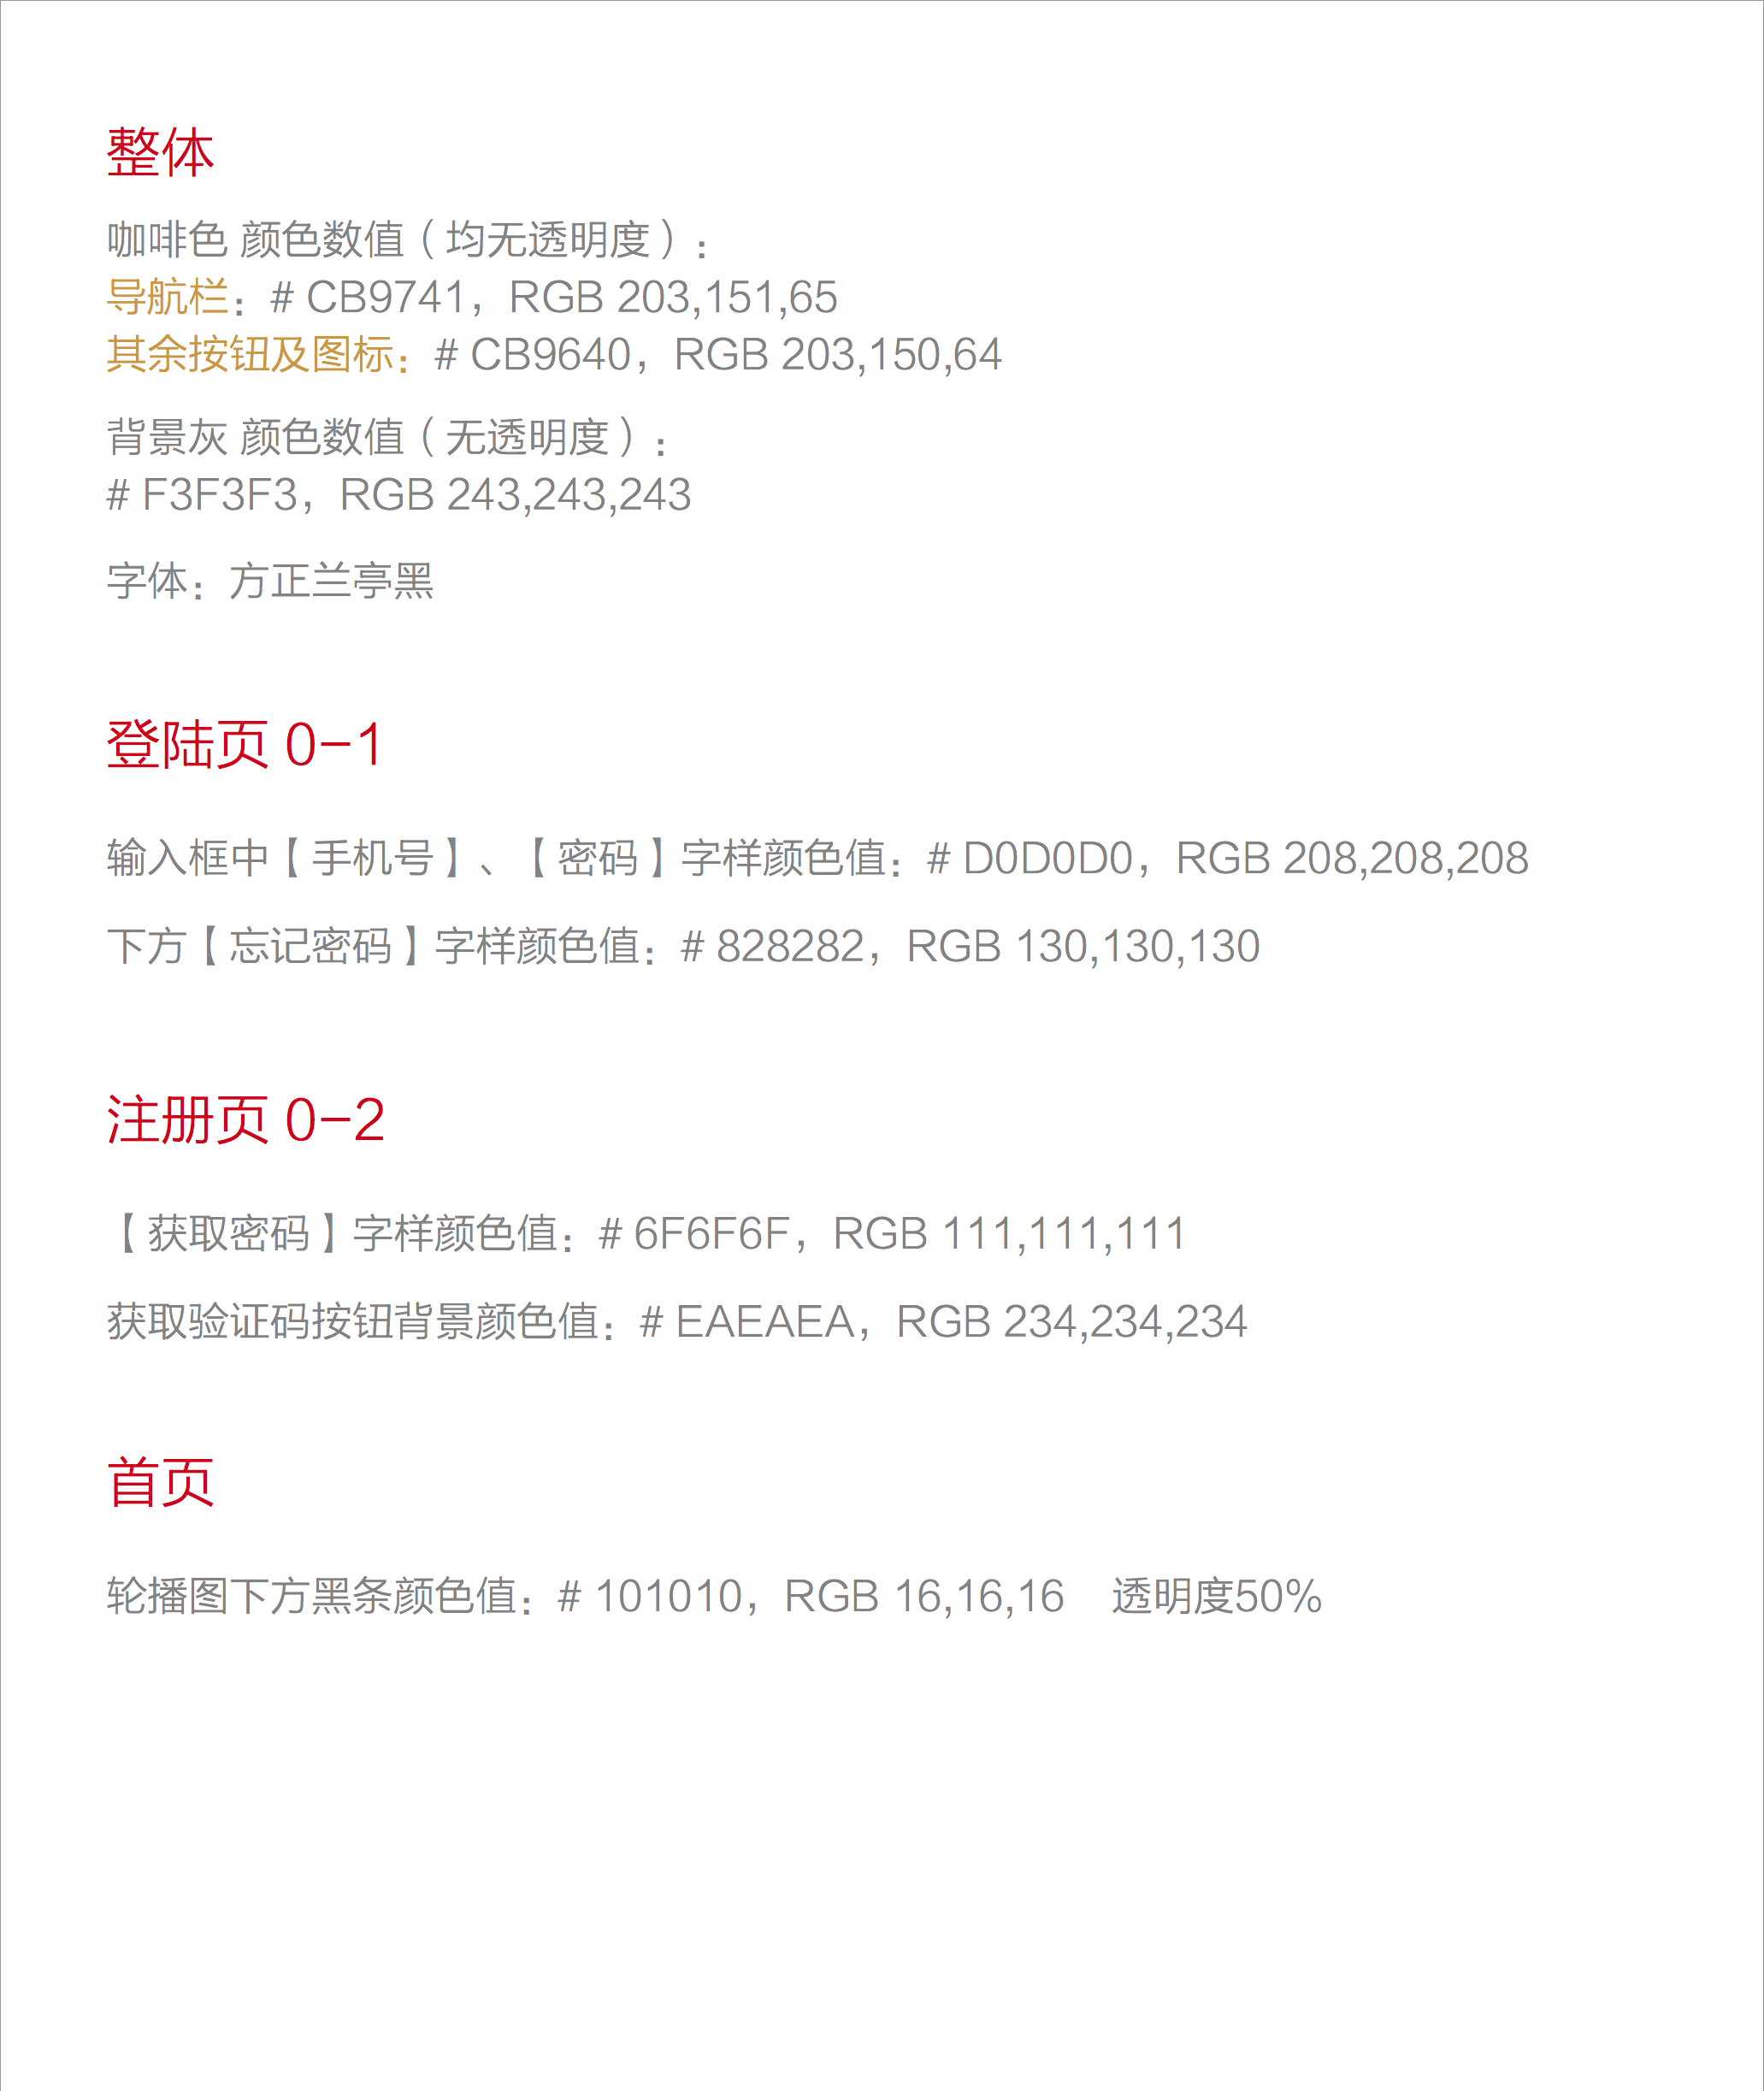 整体
咖啡色 颜色数值（均无透明度）：
导航栏：# CB9741，RGB 203,151,65
其余按钮及图标：# CB9640，RGB 203,150,64
背景灰 颜色数值（无透明度）：
# F3F3F3，RGB 243,243,243
字体：方正兰亭黑
登陆页 0-1
输入框中【手机号】、【密码】字样颜色值：# D0D0D0，RGB 208,208,208
下方【忘记密码】字样颜色值：# 828282，RGB 130,130,130
注册页 0-2
【获取密码】字样颜色值：# 6F6F6F，RGB 111,111,111
获取验证码按钮背景颜色值：# EAEAEA，RGB 234,234,234
首页
轮播图下方黑条颜色值：# 101010，RGB 16,16,16　透明度50%